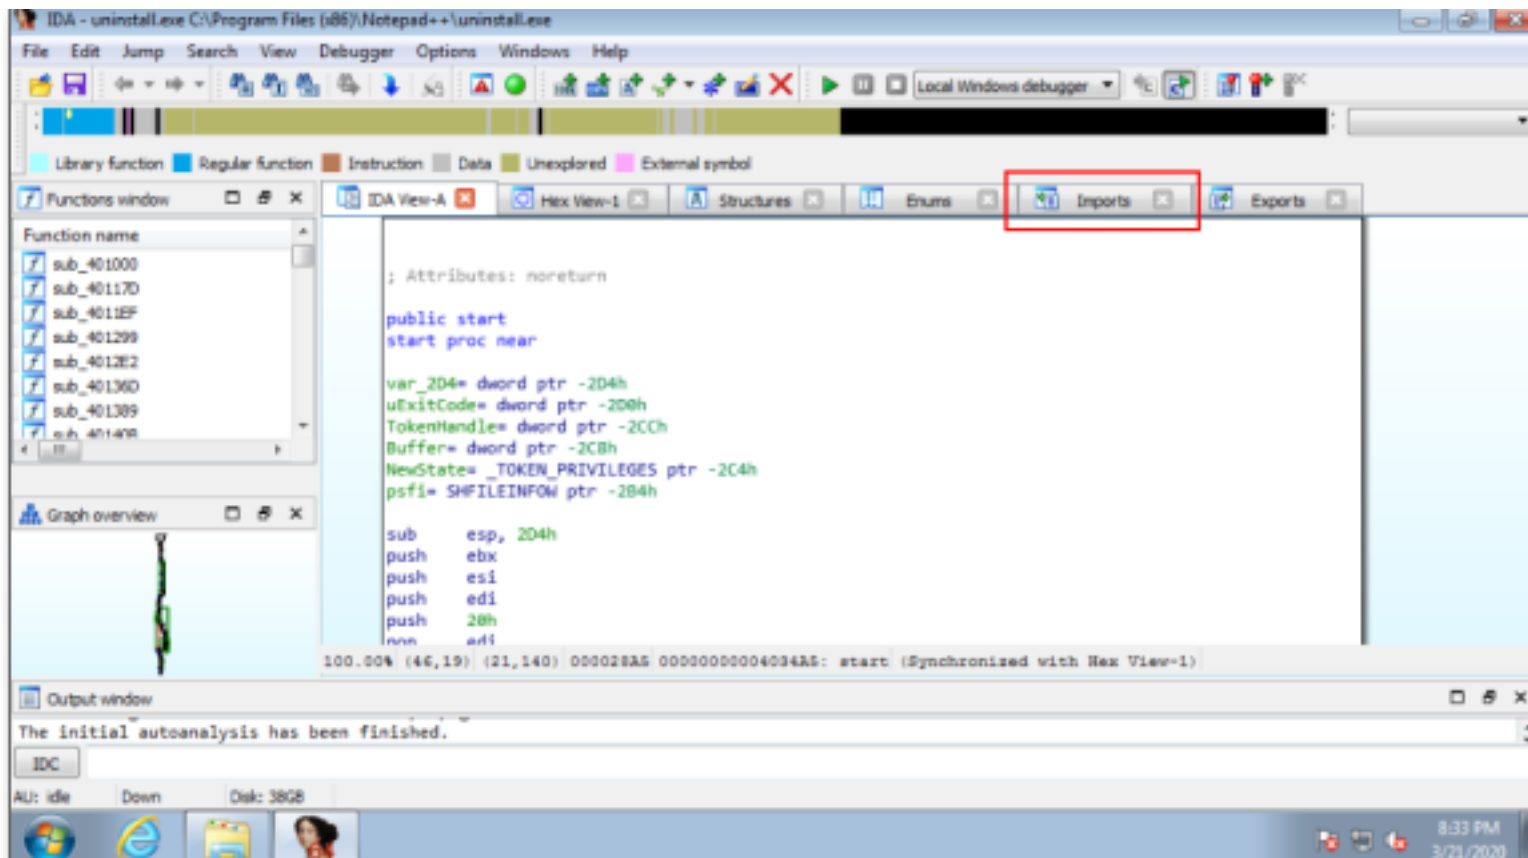 IDA - uninstall.exe C:\Program Files (x86)\Notepad++\uninstall.exe
File Edit Jump Search View Debugger Options Windows Help
Local Windows debugger
Library function Regular function Instruction Data Unexplored External symbol
Functions window
IDA View-A Hex View-1 Structures Enums Imports Exports
Function name
sub_401000
sub_40117D
sub_4011EF
sub_401299
sub_4012E2
sub_40136D
sub_401389
; Attributes: noreturn
public start
start proc near
var_2D4= dword ptr -2D4h
uExitCode= dword ptr -2D0h
TokenHandle= dword ptr -2CCh
Buffer= dword ptr -2C8h
NewState= _TOKEN_PRIVILEGES ptr -2C4h
psfi= SHFILEINFOW ptr -2B4h
sub esp, 2D4h
push ebx
push esi
push edi
push 20h
pop edi
Graph overview
100.00% (46,19) (21,140) 000028A5 00000000004034A5: start (Synchronized with Hex View-1)
Output window
The initial autoanalysis has been finished.
IDC
AU: idle Down Disk: 38GB
8:33 PM
3/21/2020